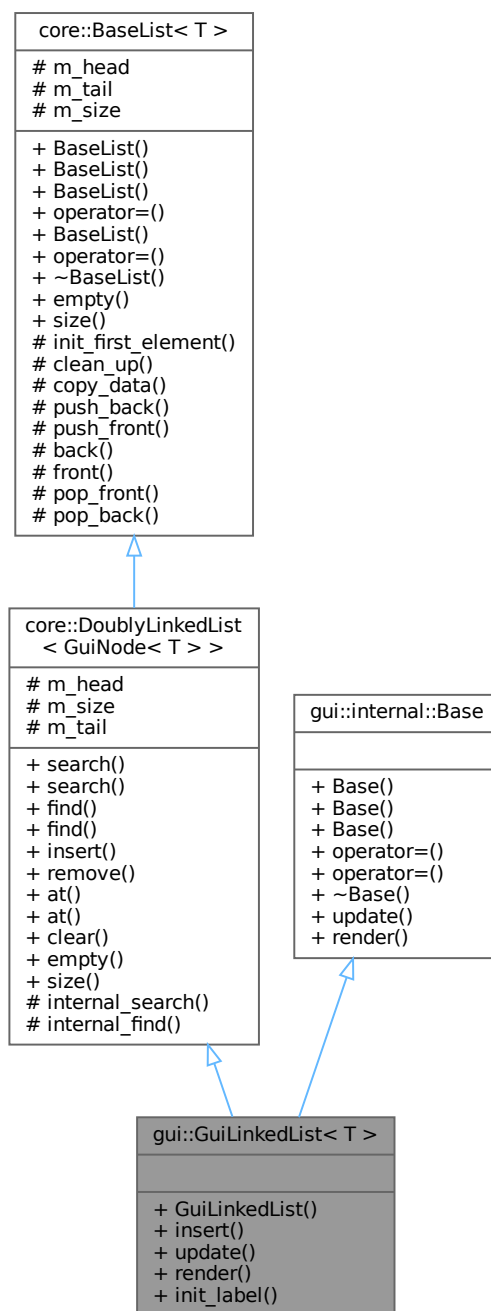 core::BaseList< T >
# m_head
# m_tail
# m_size
+ BaseList()
+ BaseList()
+ BaseList()
+ operator=()
+ BaseList()
+ operator=()
+ ~BaseList()
+ empty()
+ size()
# init_first_element()
# clean_up()
# copy_data()
# push_back()
# push_front()
# back()
# front()
# pop_front()
# pop_back()
core::DoublyLinkedList
< GuiNode< T > >
# m_head
# m_size
# m_tail
+ search()
+ search()
+ find()
+ find()
+ insert()
+ remove()
+ at()
+ at()
+ clear()
+ empty()
+ size()
# internal_search()
# internal_find()
gui::internal::Base
+ Base()
+ Base()
+ Base()
+ operator=()
+ operator=()
+ ~Base()
+ update()
+ render()
gui::GuiLinkedList< T >
+ GuiLinkedList()
+ insert()
+ update()
+ render()
+ init_label()